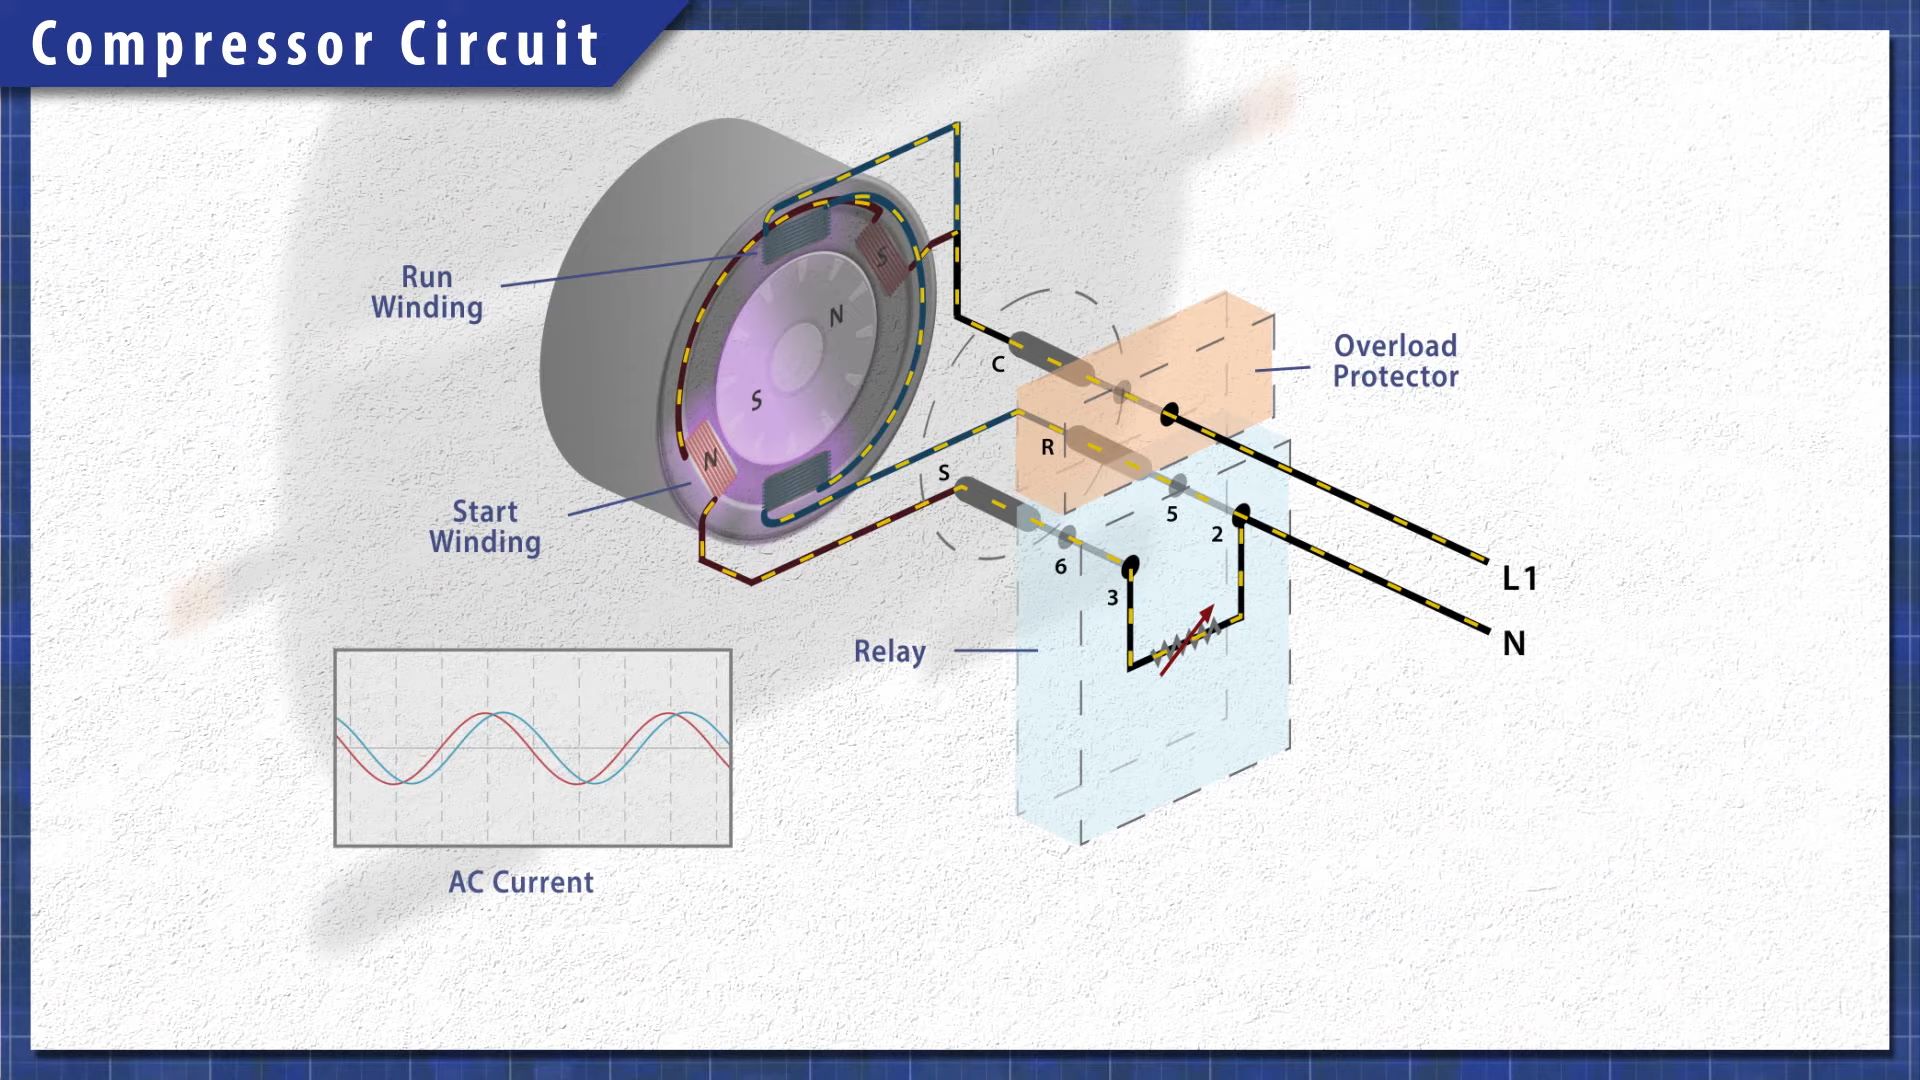 Compressor Circuit
Run
Winding
S
N
S
N
Start
Winding
C
R
S
Overload
Protector
5
2
6
3
L1
N
Relay
AC Current